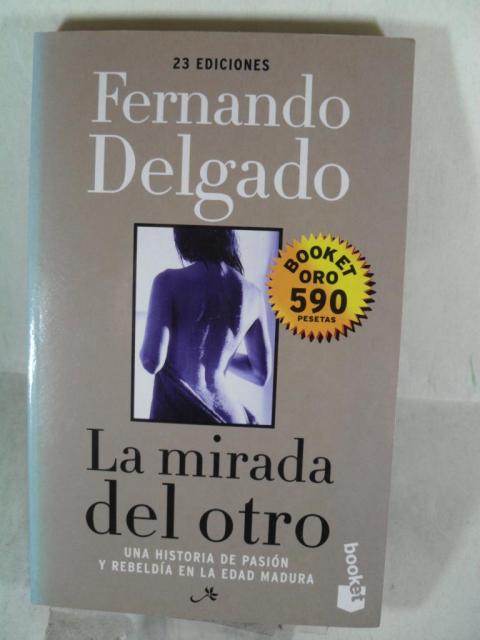 23 EDICIONES
Fernando
Delgado
BOOKET
ORO
590
PESETAS
La mirada
del otro
UNA HISTORIA DE PASIÓN
Y REBELDÍA EN LA EDAD MADURA
booket